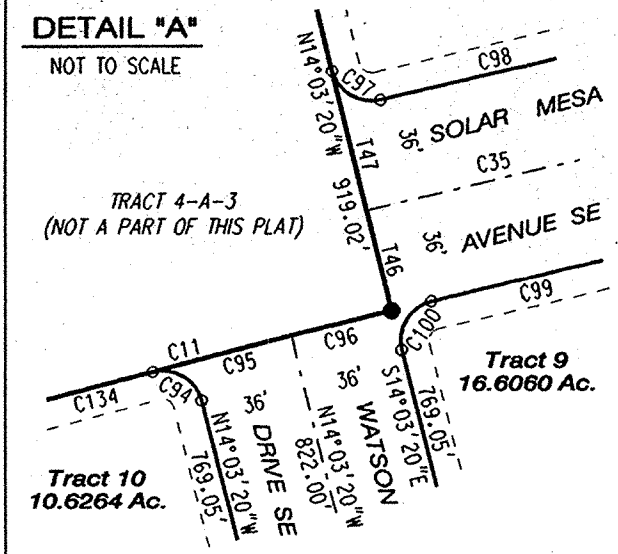 DETAIL "A"
NOT TO SCALE
N14°03'20"W 919.02'
C97
C98
T47
36'
SOLAR MESA
C35
TRACT 4-A-3
(NOT A PART OF THIS PLAT)
T46
36'
AVENUE SE
C99
C100
C11
C95
C96
C134
C94
36'
36'
Tract 9
16.6060 Ac.
S14°03'20"E
769.05'
WATSON
DRIVE SE
N14°03'20"W
822.00'
N14°03'20"W
769.05'
Tract 10
10.6264 Ac.